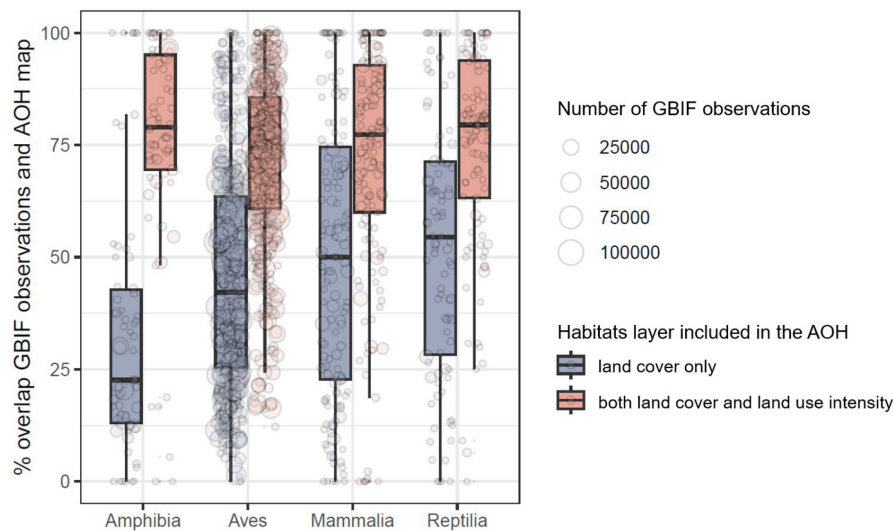 % overlap GBIF observations and AOH map
100
75
50
25
0
Amphibia
Aves
Mammalia
Reptilia
Number of GBIF observations
25000
50000
75000
100000
Habitats layer included in the AOH
land cover only
both land cover and land use intensity